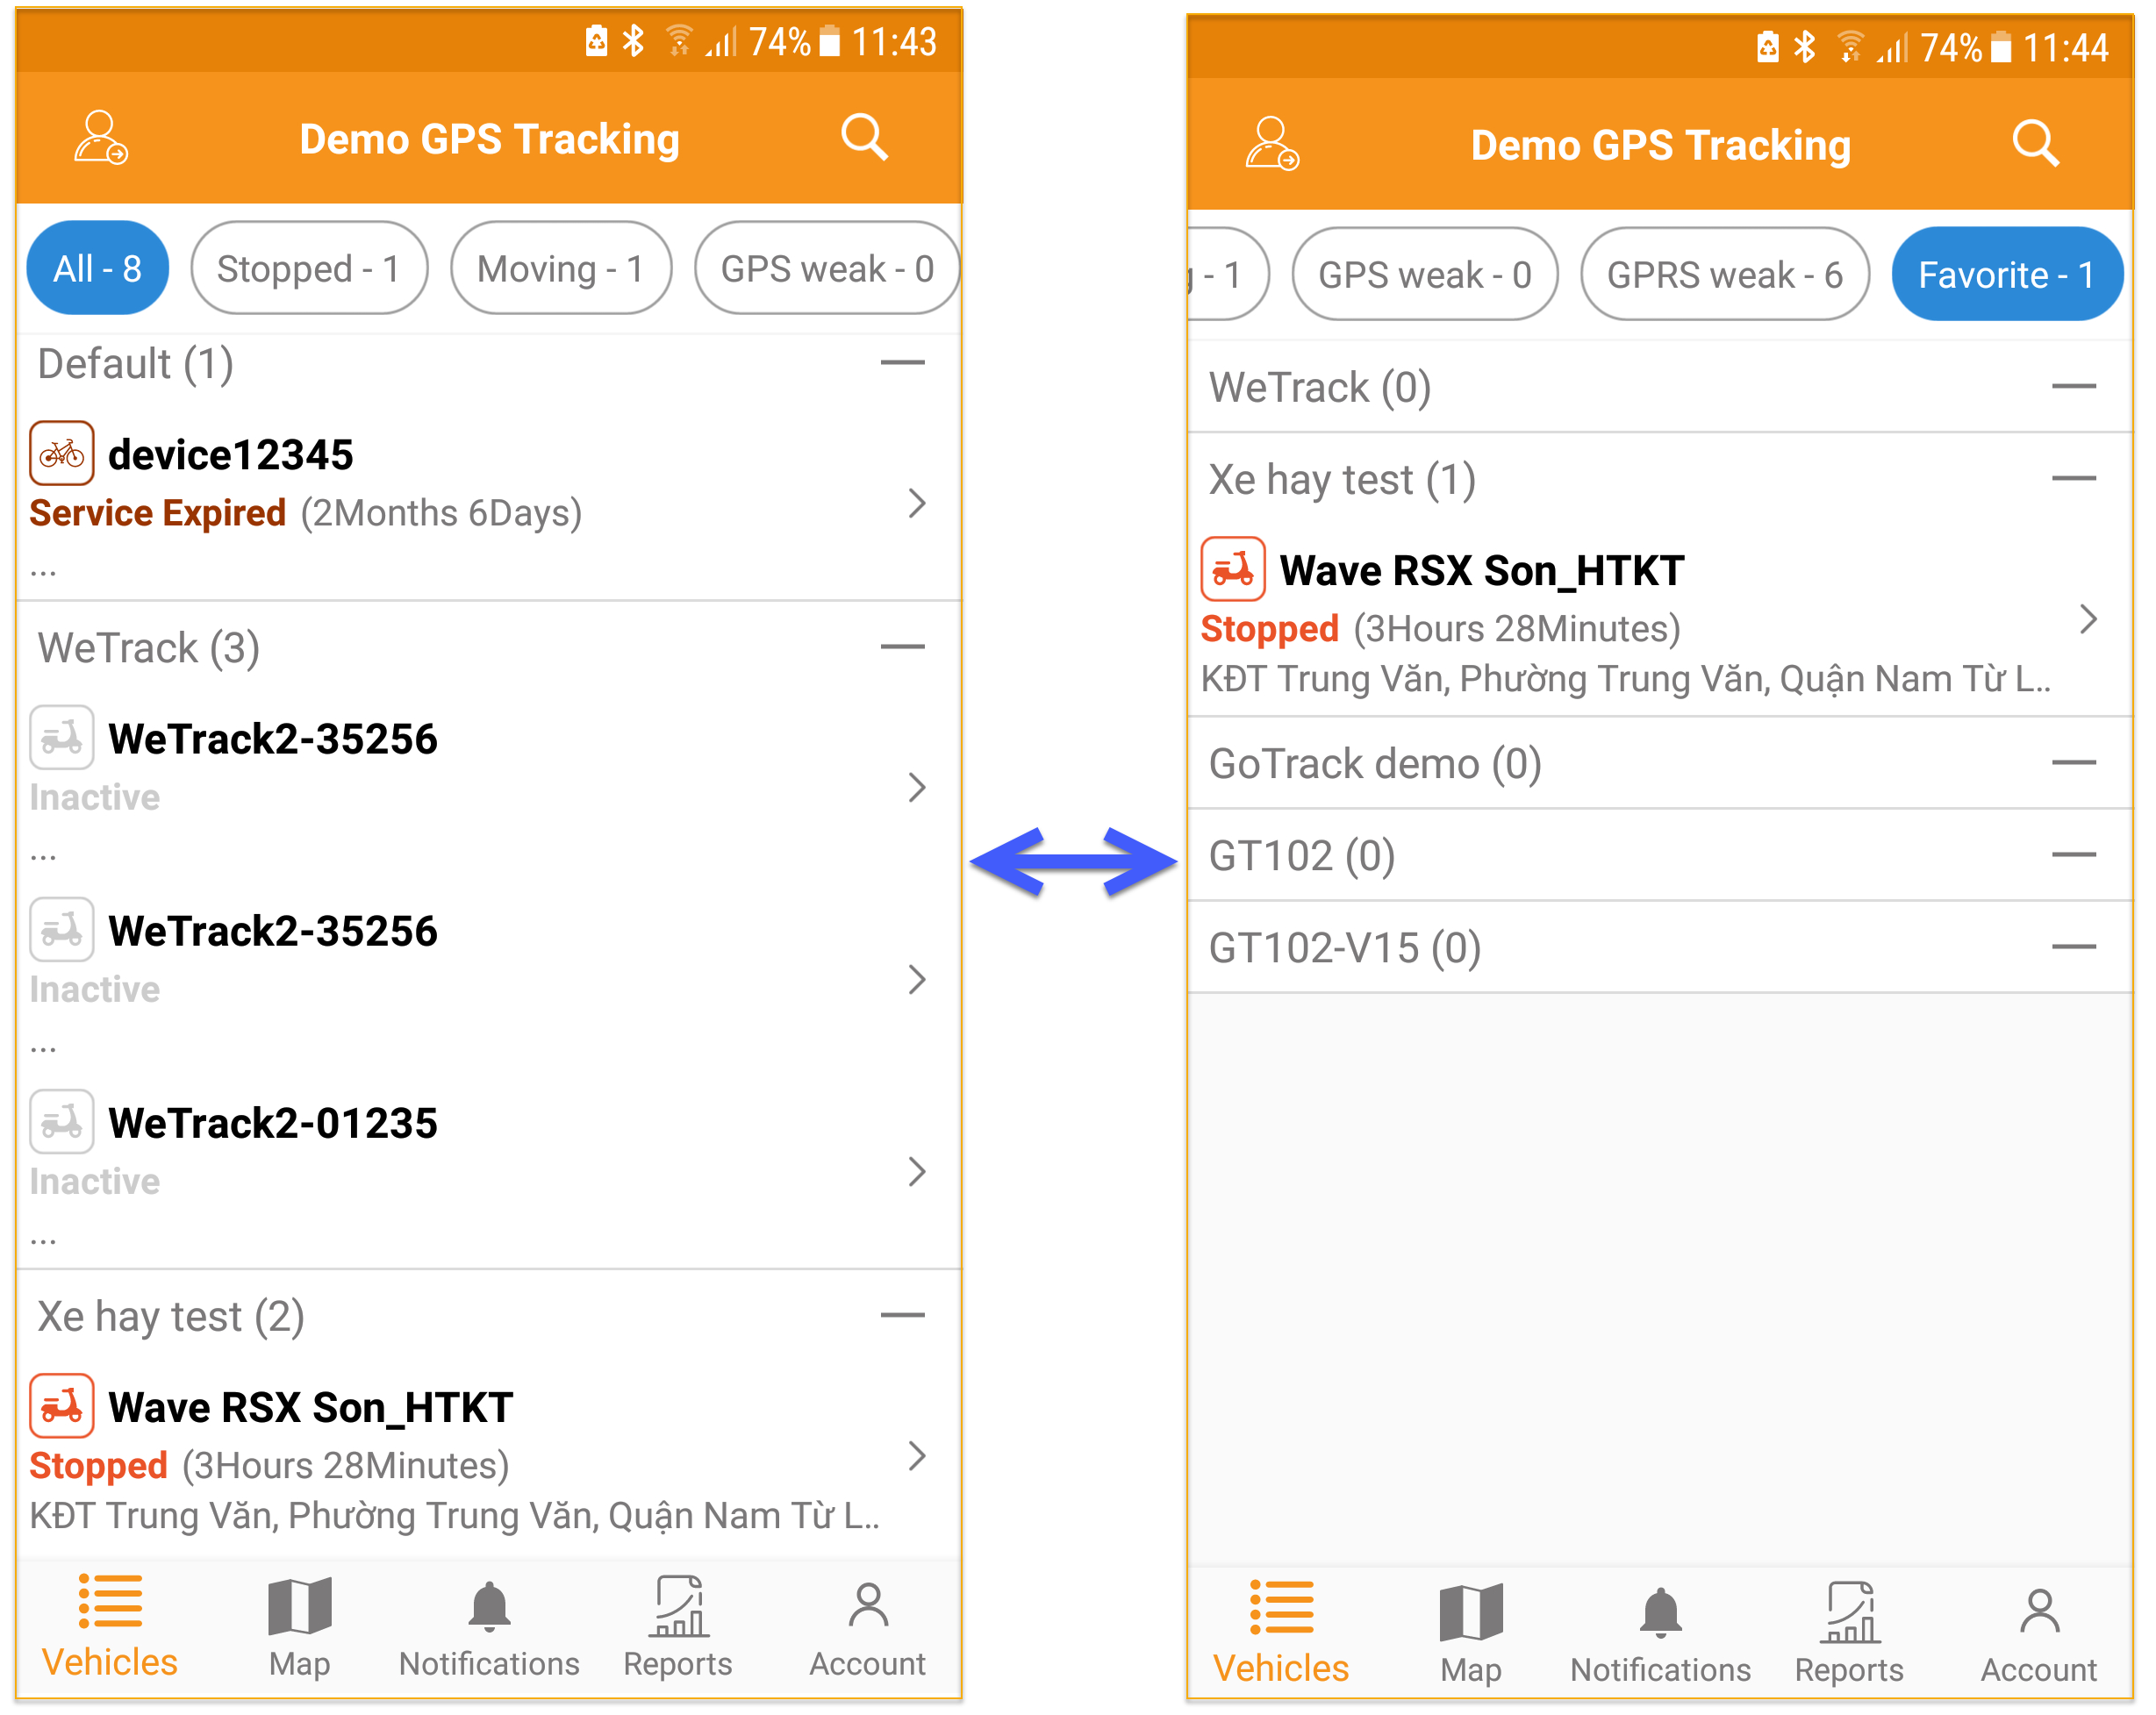 74% 11:43
Demo GPS Tracking
All - 8
Stopped - 1
Moving - 1
GPS weak - 0
Default (1)
device12345
Service Expired (2Months 6Days)
...
WeTrack (3)
WeTrack2-35256
Inactive
...
WeTrack2-35256
Inactive
...
WeTrack2-01235
Inactive
...
Xe hay test (2)
Wave RSX Son_HTKT
Stopped (3Hours 28Minutes)
KĐT Trung Văn, Phường Trung Văn, Quận Nam Từ L..
Vehicles
Map
Notifications
Reports
Account
74% 11:44
Demo GPS Tracking
g - 1
GPS weak - 0
GPRS weak - 6
Favorite - 1
WeTrack (0)
Xe hay test (1)
Wave RSX Son_HTKT
Stopped (3Hours 28Minutes)
KĐT Trung Văn, Phường Trung Văn, Quận Nam Từ L..
GoTrack demo (0)
GT102 (0)
GT102-V15 (0)
Vehicles
Map
Notifications
Reports
Account